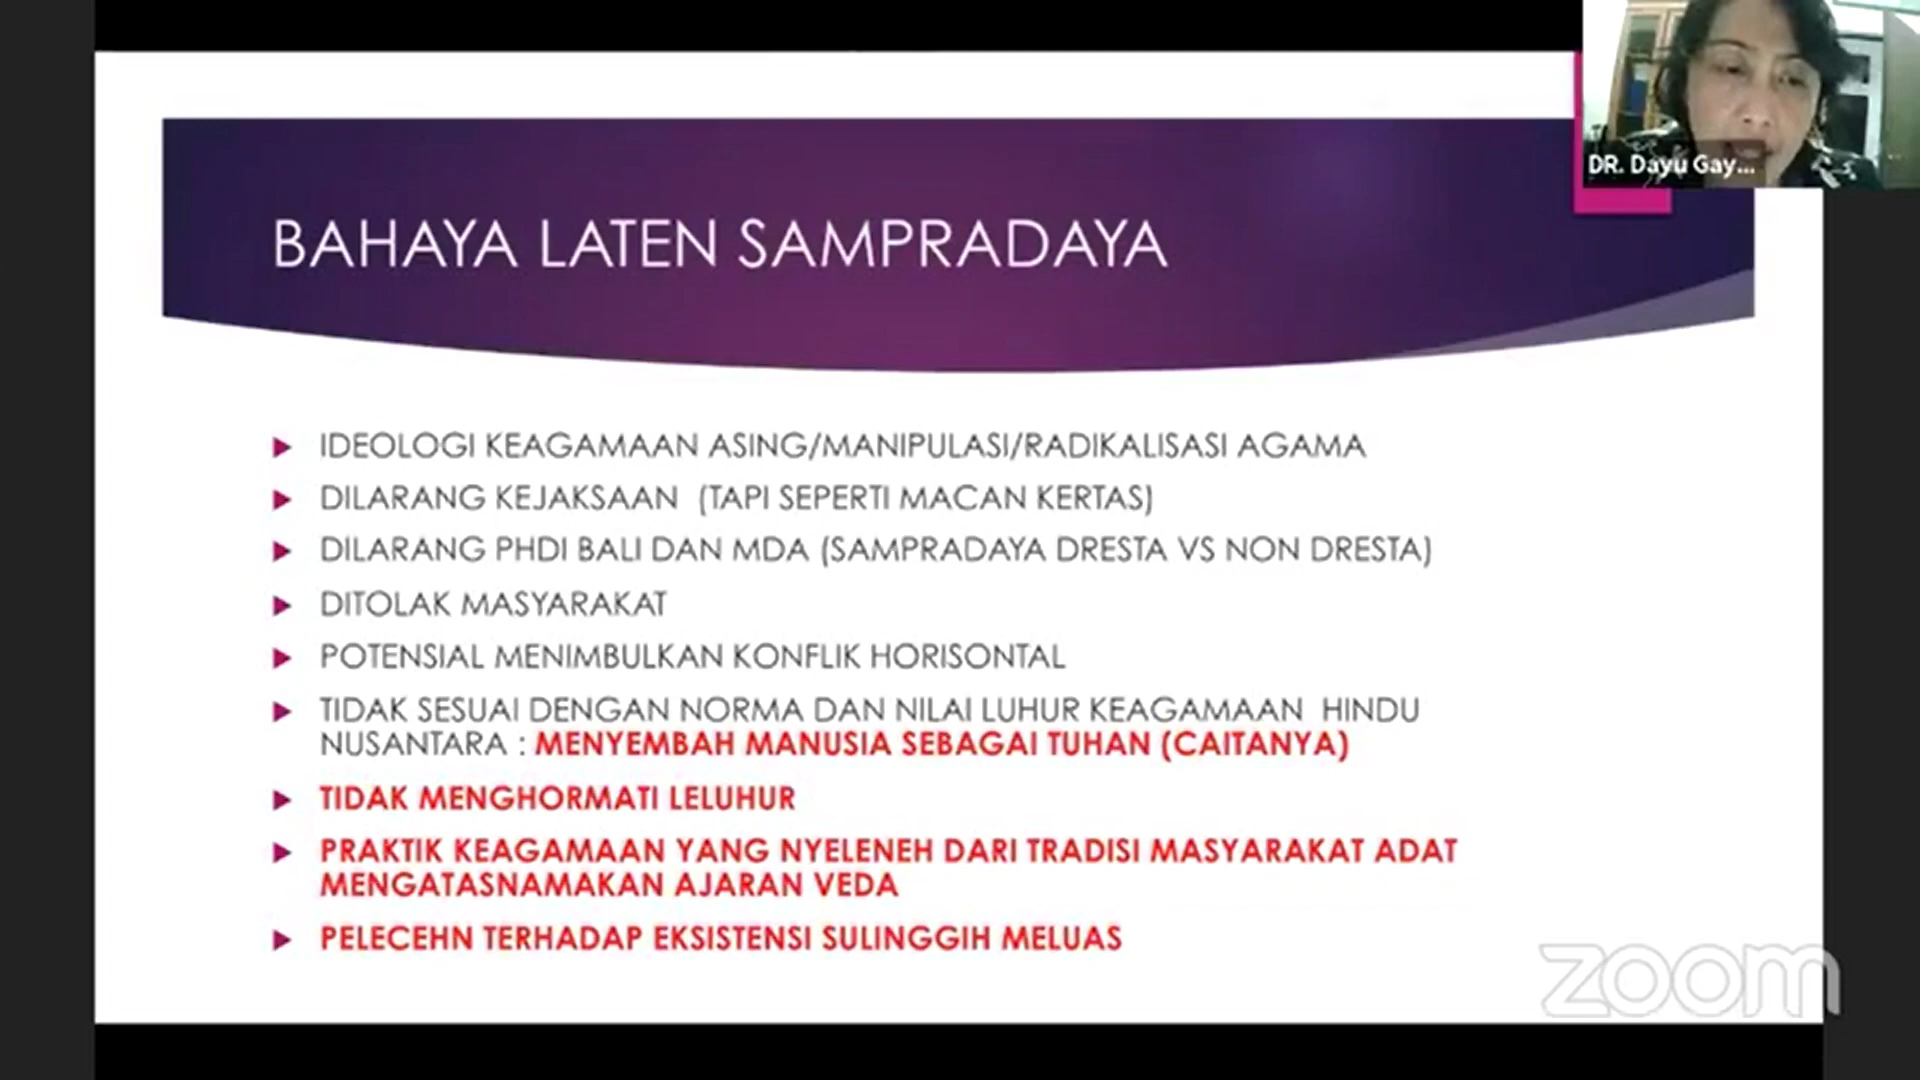 DR. Dayu Gay...
BAHAYA LATEN SAMPRADAYA
IDEOLOGI KEAGAMAAN ASING/MANIPULASI/RADIKALISASI AGAMA
DILARANG KEJAKSAAN (TAPI SEPERTI MACAN KERTAS)
DILARANG PHDI BALI DAN MDA (SAMPRADAYA DRESTA VS NON DRESTA)
DITOLAK MASYARAKAT
POTENSIAL MENIMBULKAN KONFLIK HORISONTAL
TIDAK SESUAI DENGAN NORMA DAN NILAI LUHUR KEAGAMAAN HINDU
NUSANTARA : MENYEMBAH MANUSIA SEBAGAI TUHAN (CAITANYA)
TIDAK MENGHORMATI LELUHUR
PRAKTIK KEAGAMAAN YANG NYELENEH DARI TRADISI MASYARAKAT ADAT
MENGATASNAMAKAN AJARAN VEDA
PELECEHN TERHADAP EKSISTENSI SULINGGIH MELUAS
zoom